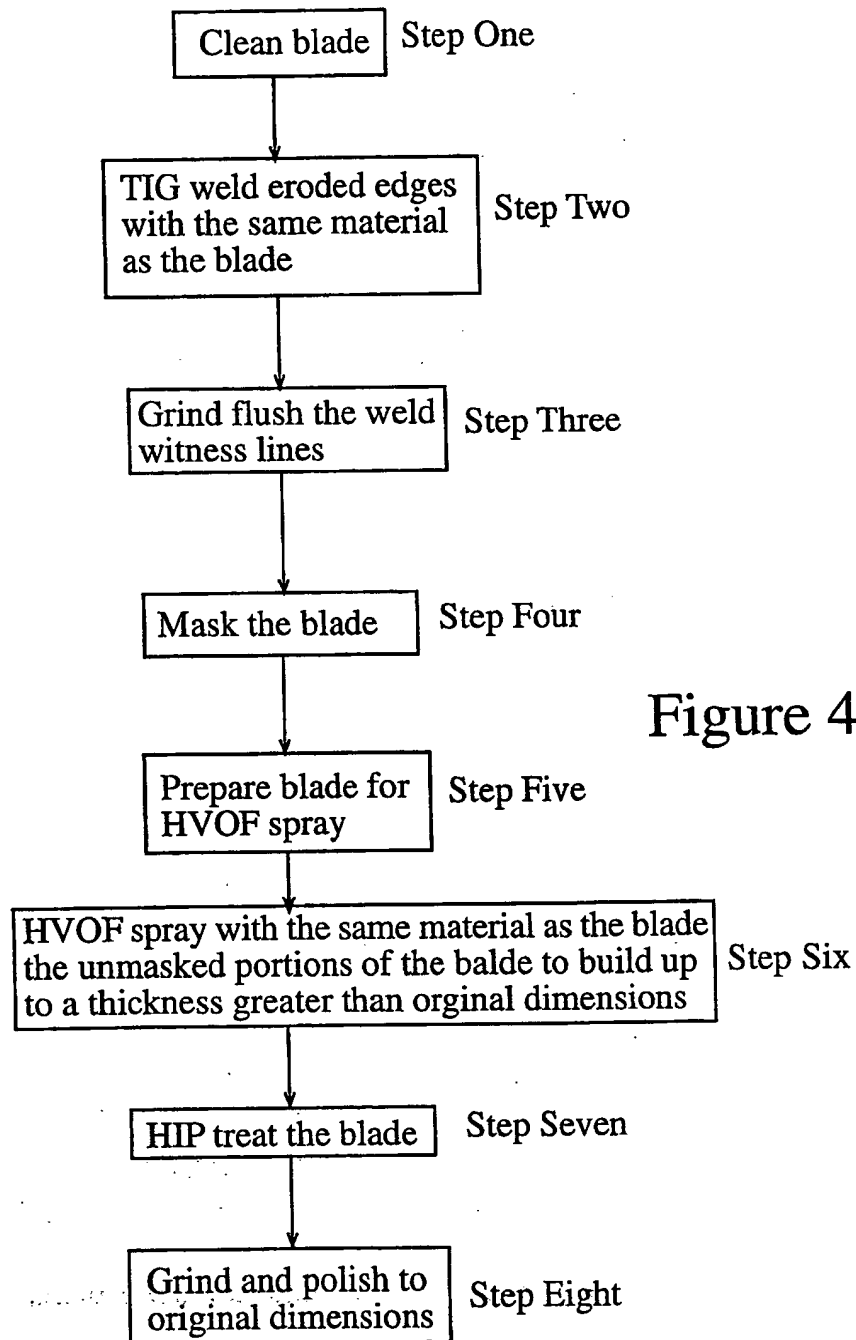 Clean blade
Step One
TIG weld eroded edges
with the same material
as the blade
Step Two
Grind flush the weld
witness lines
Step Three
Mask the blade
Step Four
Figure 4
Prepare blade for
HVOF spray
Step Five
HVOF spray with the same material as the blade
the unmasked portions of the balde to build up
to a thickness greater than orginal dimensions
Step Six
HIP treat the blade
Step Seven
Grind and polish to
original dimensions
Step Eight